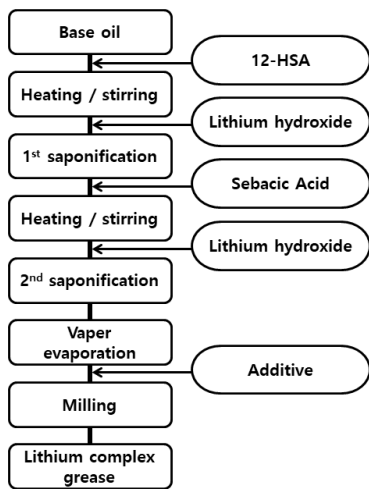 Base oil
12-HSA
Heating / stirring
Lithium hydroxide
1st saponification
Sebacic Acid
Heating / stirring
Lithium hydroxide
2nd saponification
Vaper
evaporation
Additive
Milling
Lithium complex
grease